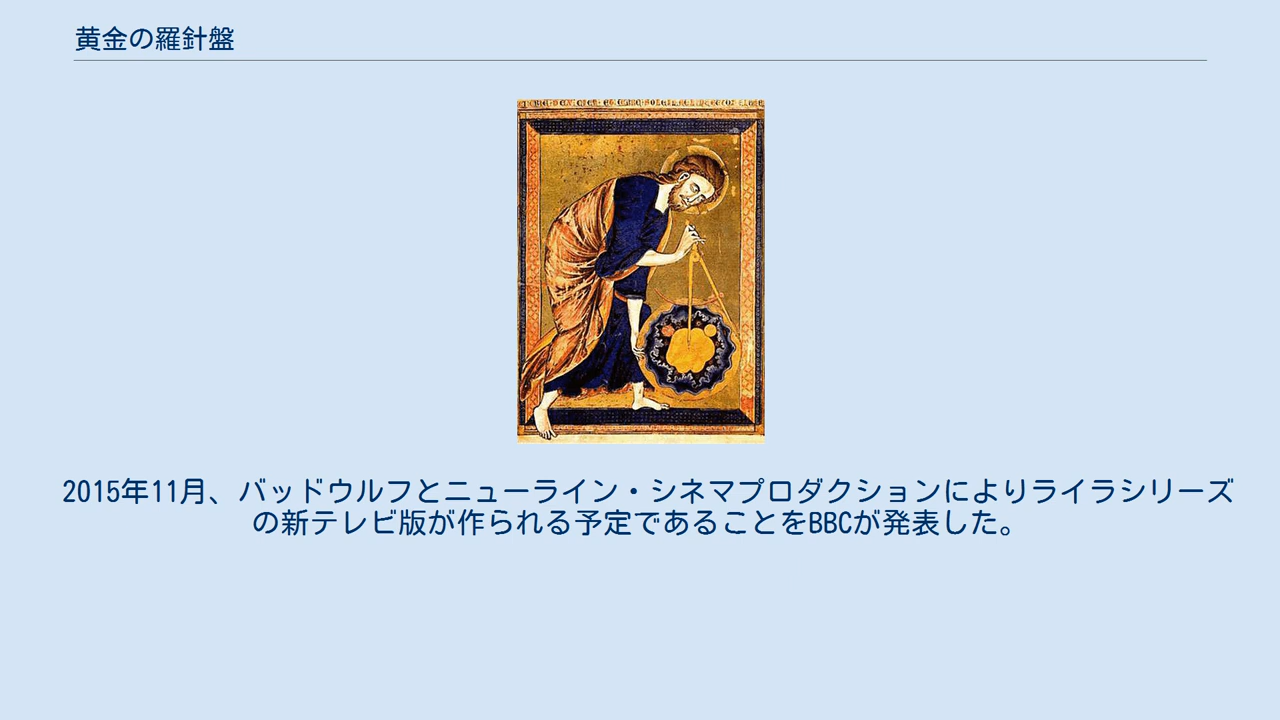 黄金の羅針盤
2015年11月、バッドウルフとニューライン・シネマプロダクションによりライラシリーズ
の新テレビ版が作られる予定であることをBBCが発表した。